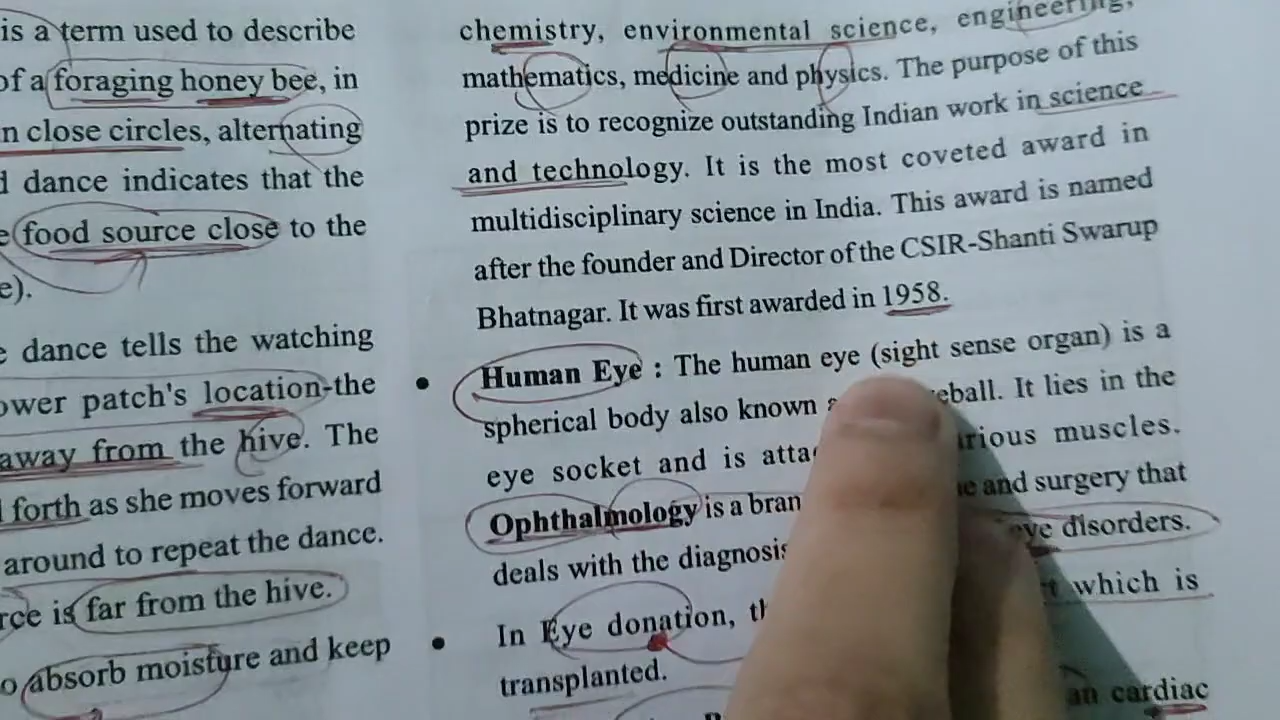 is a term used to describe
of a foraging honey bee, in
n close circles, alternating
d dance indicates that the
e food source close to the
e).
e dance tells the watching
ower patch's location-the
away from the hive. The
forth as she moves forward
around to repeat the dance.
rce is far from the hive.
o absorb moisture and keep
chemistry, environmental science, engineering,
mathematics, medicine and physics. The purpose of this
prize is to recognize outstanding Indian work in science
and technology. It is the most coveted award in
multidisciplinary science in India. This award is named
after the founder and Director of the CSIR-Shanti Swarup
Bhatnagar. It was first awarded in 1958.
• Human Eye : The human eye (sight sense organ) is a
spherical body also known eball. It lies in the
eye socket and is atta rious muscles.
Ophthalmology is a bran e and surgery that
deals with the diagnosis eye disorders.
• In Eye donation, th which is
transplanted.
an cardiac